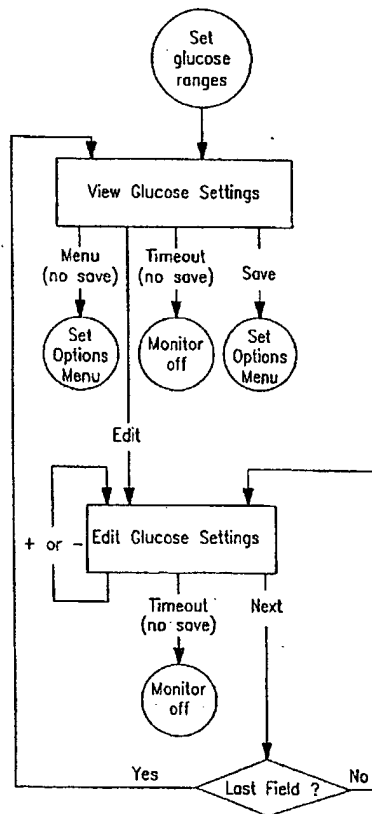 Set
glucose
ranges
View Glucose Settings
Menu
(no save)
Timeout
(no save)
Save
Set
Options
Menu
Monitor
off
Set
Options
Menu
Edit
+ or -
Edit Glucose Settings
Timeout
(no save)
Next
Monitor
off
Yes
Last Field ?
No